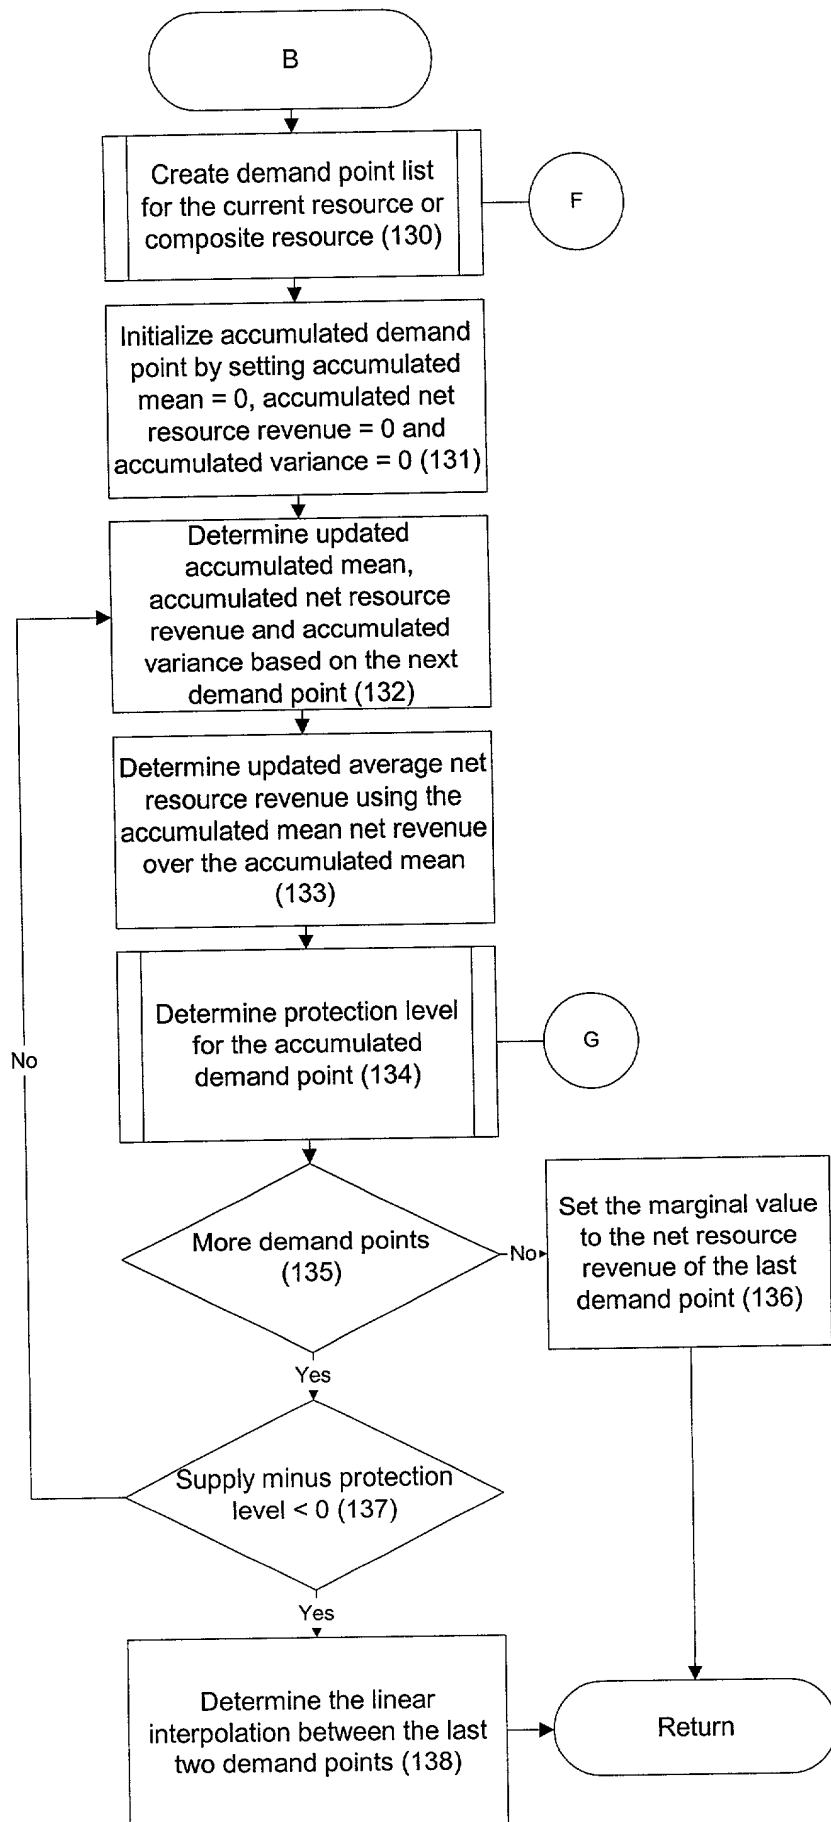 B
Create demand point list
for the current resource or
composite resource (130)
F
Initialize accumulated demand
point by setting accumulated
mean = 0, accumulated net
resource revenue = 0 and
accumulated variance = 0 (131)
Determine updated
accumulated mean,
accumulated net resource
revenue and accumulated
variance based on the next
demand point (132)
Determine updated average net
resource revenue using the
accumulated mean net revenue
over the accumulated mean
(133)
Determine protection level
for the accumulated
demand point (134)
G
No
More demand points
(135)
No
Set the marginal value
to the net resource
revenue of the last
demand point (136)
Yes
Supply minus protection
level < 0 (137)
Yes
Determine the linear
interpolation between the last
two demand points (138)
Return